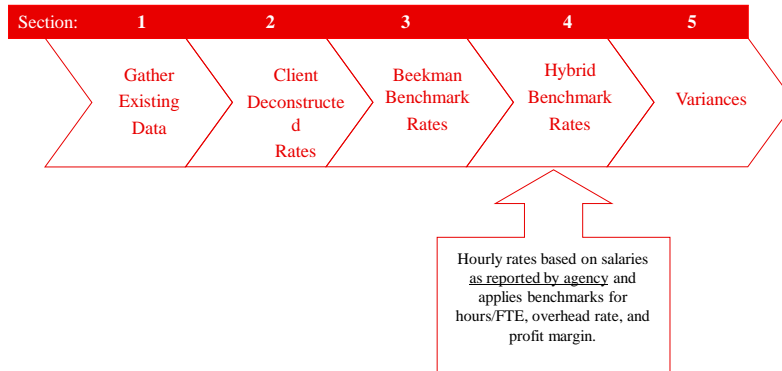 Section: 1 2 3 4 5
Gather
Existing
Data
Client
Deconstructe
d
Rates
Beekman
Benchmark
Rates
Hybrid
Benchmark
Rates
Variances
Hourly rates based on salaries
as reported by agency and
applies benchmarks for
hours/FTE, overhead rate, and
profit margin.